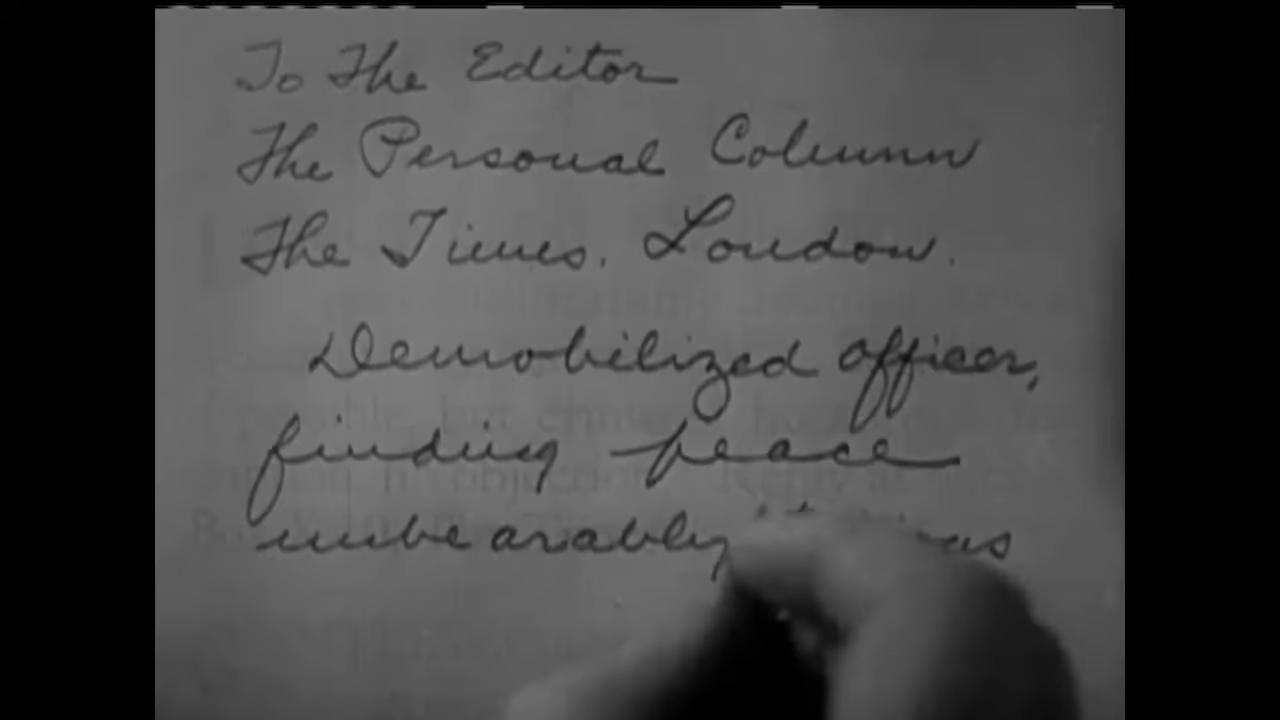 To The Editor
The Personal Column
The Times. London.
Demobilized officer,
finding peace
unbearably